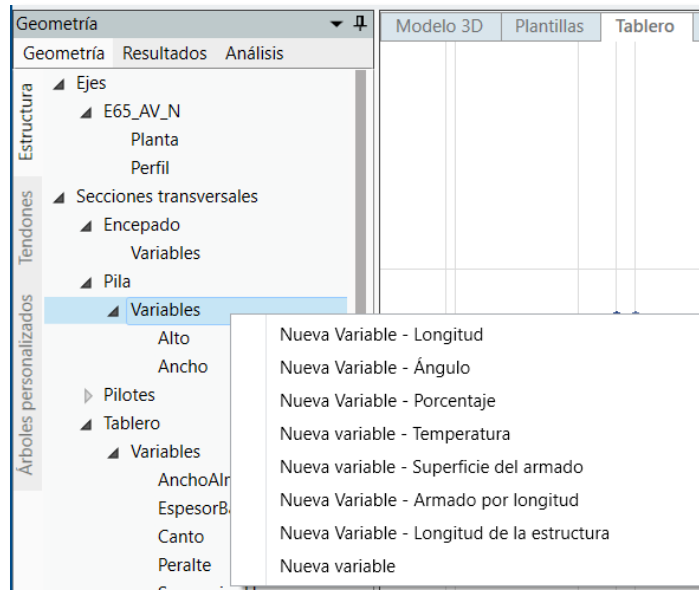 Geometría
Modelo 3D Plantillas Tablero
Geometría Resultados Análisis
Estructura
Tendones
Árboles personalizados
Ejes
E65_AV_N
Planta
Perfil
Secciones transversales
Encepado
Variables
Pila
Variables
Alto
Ancho
Pilotes
Tablero
Variables
Canto
Peralte
Nueva Variable - Longitud
Nueva Variable - Ángulo
Nueva Variable - Porcentaje
Nueva variable - Temperatura
Nueva variable - Superficie del armado
Nueva Variable - Armado por longitud
Nueva Variable - Longitud de la estructura
Nueva variable